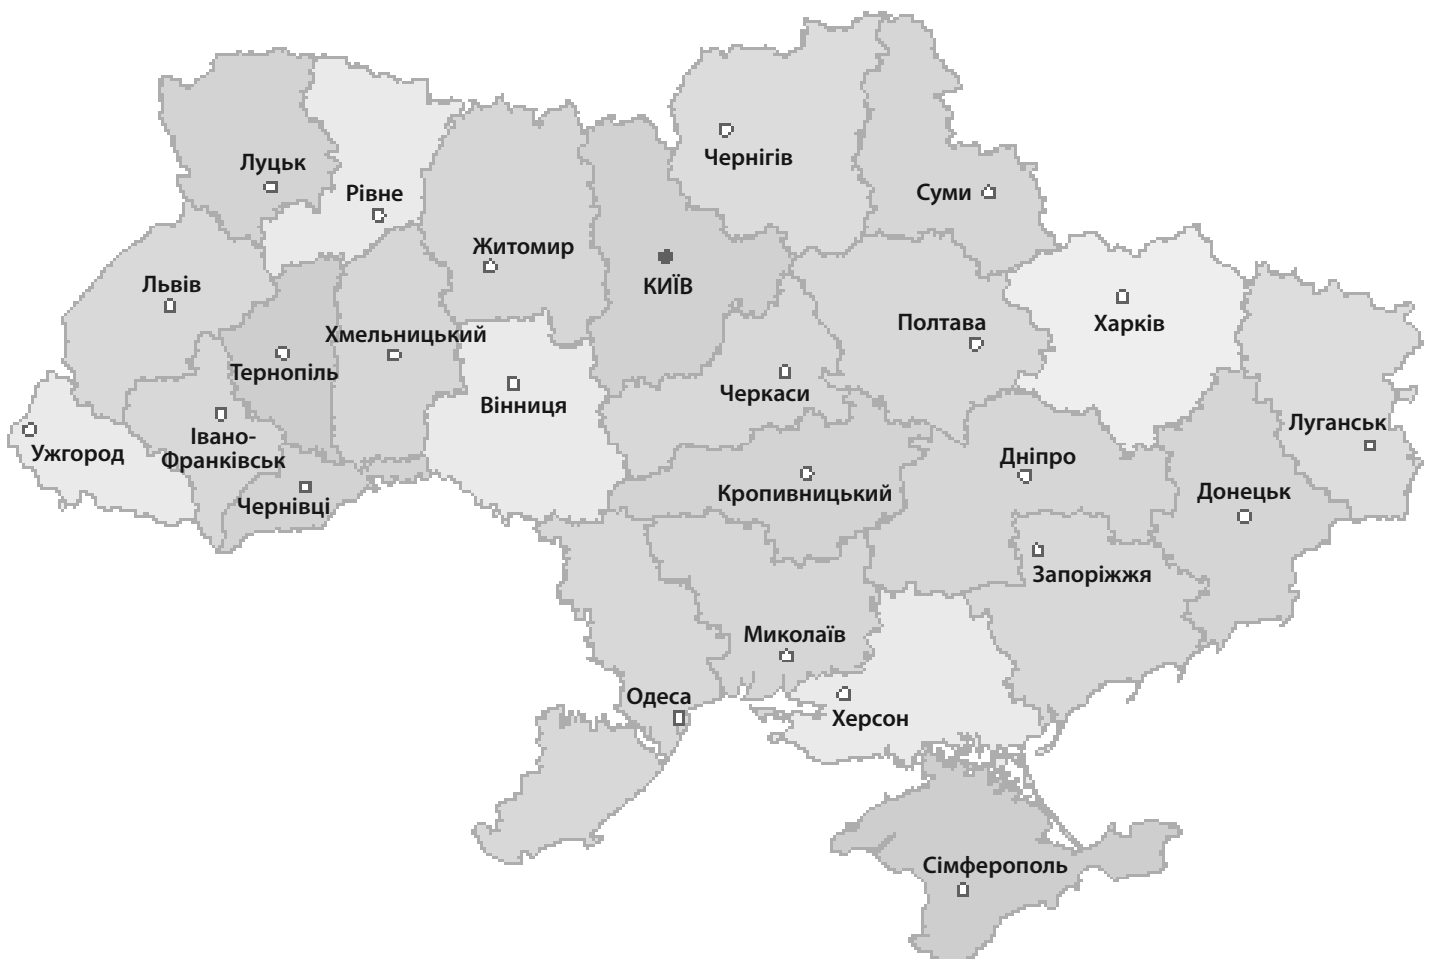 Чернігів
Луцьк
Рівне
Суми
Житомир
КИЇВ
Львів
Хмельницький
Полтава
Харків
Тернопіль
Черкаси
Вінниця
Луганськ
Ужгород
Івано-
Франківськ
Дніпро
Чернівці
Кропивницький
Донецьк
Запоріжжя
Миколаїв
Одеса
Херсон
Сімферополь